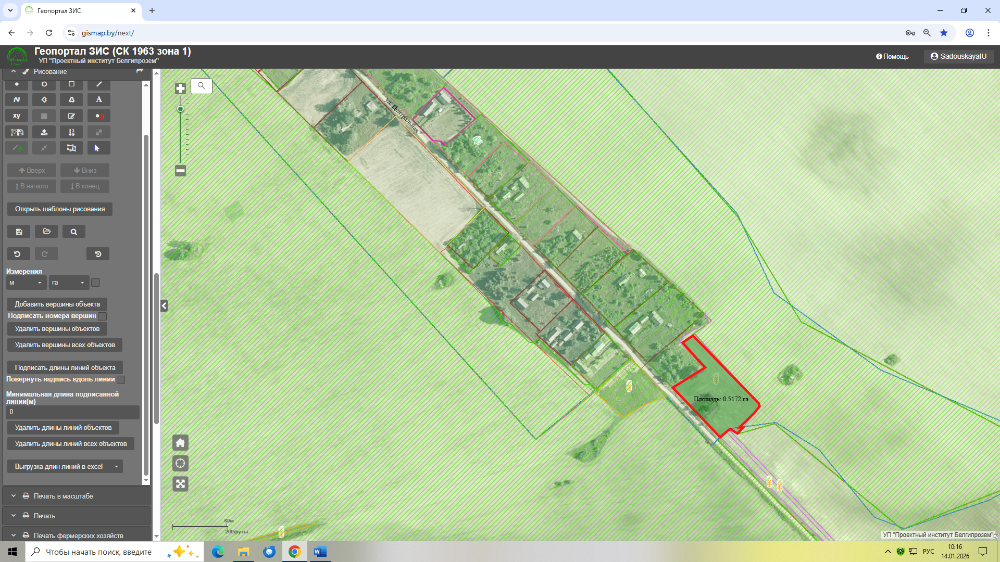 Геопортал ЗИС
gismap.by/next/
Геопортал ЗИС (СК 1963 зона 1)
УП "Проектный институт Белгипрозем"
Помощь
SadouskayaIU
Рисование
A
xy
Вверх
Вниз
В начало
В конец
Открыть шаблоны рисования
Измерения
м
га
Добавить вершины объекта
Подписать номера вершин
Удалить вершины объектов
Удалить вершины всех объектов
Подписать длины линий объекта
Повернуть надпись вдоль линии
Минимальная длина подписанной
линии(м)
0
Удалить длины линий объектов
Удалить длины линий всех объектов
Выгрузка длин линий в excel
Печать в масштабе
Печать
Печать фермерских хозяйств
ул. Центральная
Площадь: 0.5172 га
60м
200футы
УП "Проектный институт Белгипрозем"
Чтобы начать поиск, введите
W
РУС
10:16
14.01.2026